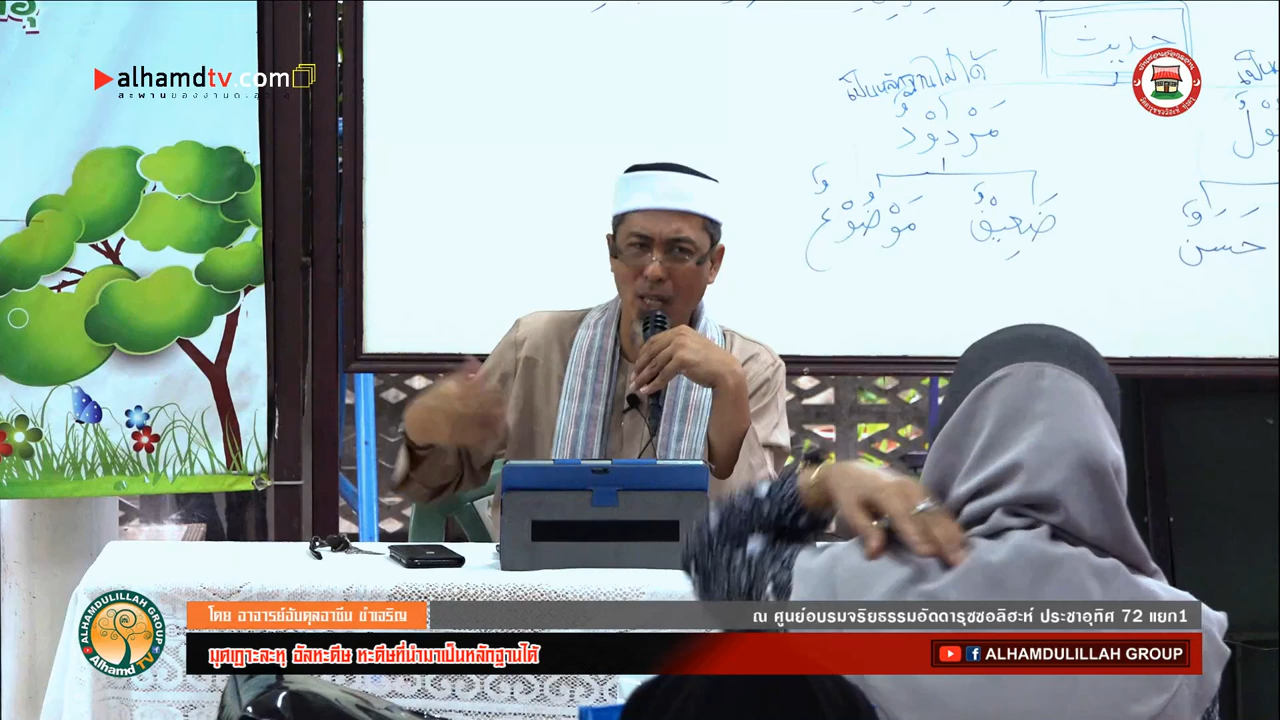 alhamdtv.com
حديث
เป็นหลักฐานไม่ได้
مَرْدُوْدٌ
مَوْضُوْعٌ
ضَعِيْفٌ
حَسَنٌ
ALHAMDULILLAH GROUP
Alhamd TV
โดย อาจารย์อับดุลอาซีน ขำเจริญ
ณ ศูนย์อบรมจริยธรรมอัดดารุซซอลิฮะห์ ประชาอุทิศ 72 แยก1
มุศเฏาะละหุ อัลหะดีษ หะดีษที่นำมาเป็นหลักฐานได้
ALHAMDULILLAH GROUP